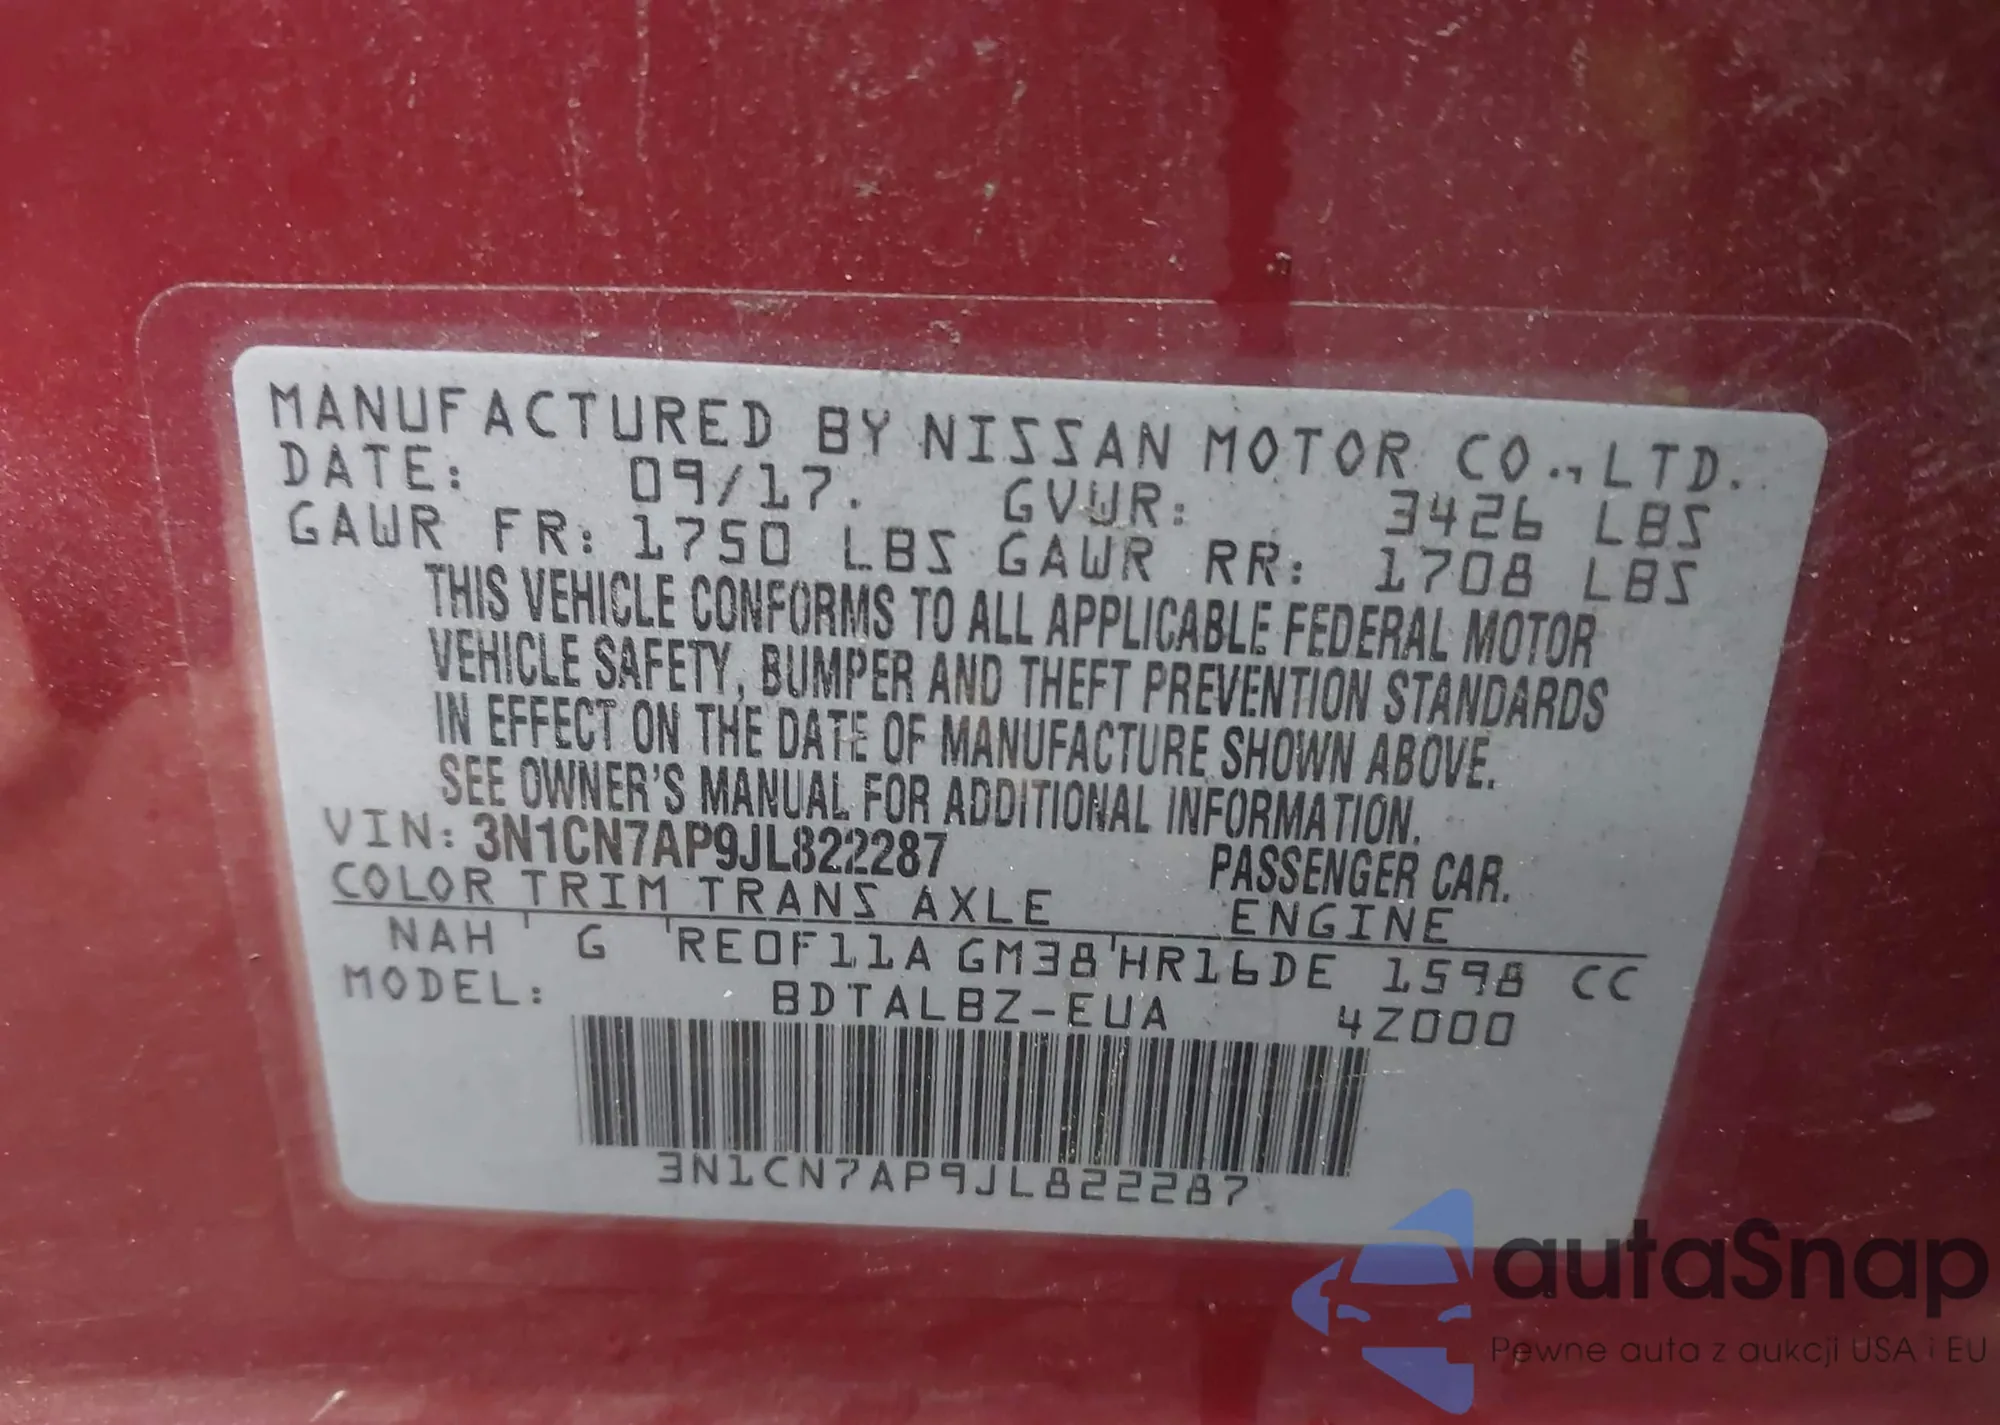 MANUFACTURED BY NISSAN MOTOR CO., LTD.
DATE: 09/17. GVWR: 3426 LBS
GAWR FR: 1750 LBS GAWR RR: 1708 LBS
THIS VEHICLE CONFORMS TO ALL APPLICABLE FEDERAL MOTOR
VEHICLE SAFETY, BUMPER AND THEFT PREVENTION STANDARDS
IN EFFECT ON THE DATE OF MANUFACTURE SHOWN ABOVE.
SEE OWNER'S MANUAL FOR ADDITIONAL INFORMATION.
VIN: 3N1CN7AP9JL822287 PASSENGER CAR.
COLOR TRIM TRANS AXLE ENGINE
NAH G RE0F11A GM38 HR16DE 1598 CC
MODEL: BDTALBZ-EUA 4Z000
3N1CN7AP9JL822287
autaSnap
Pewne auta z aukcji USA i EU